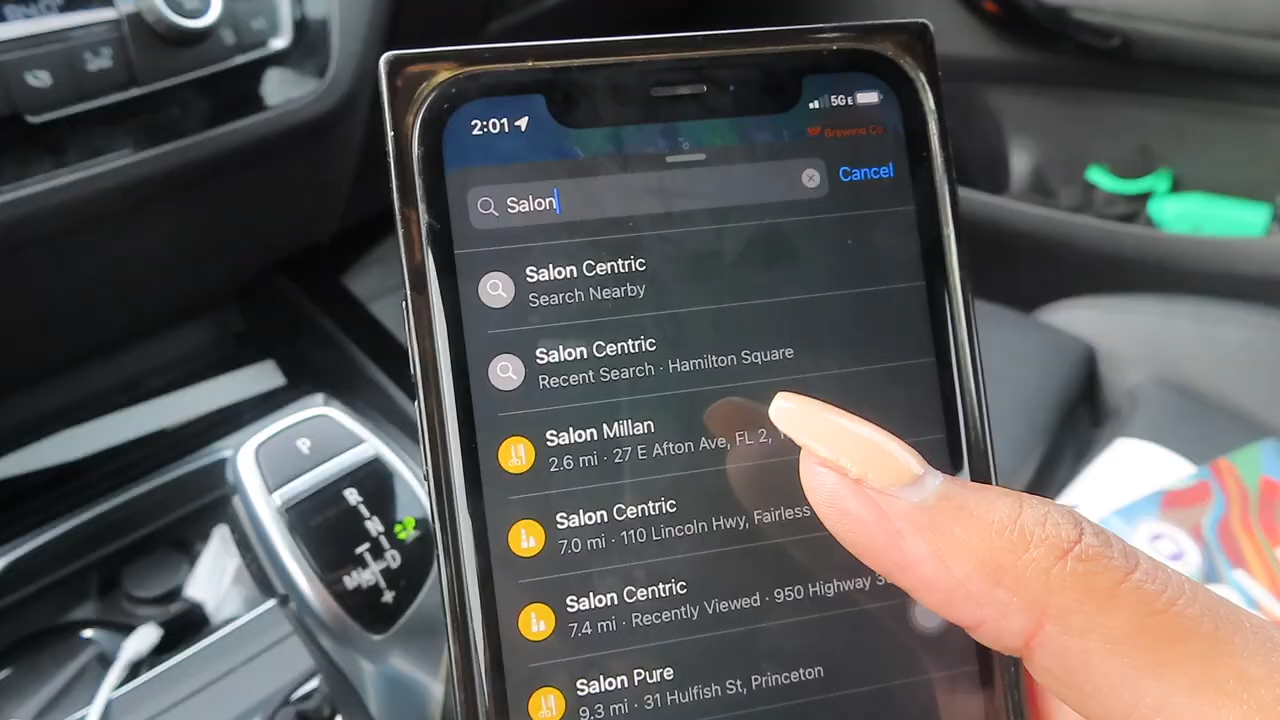 2:01
5GE
Brewing Co
Salon
Cancel
Salon Centric
Search Nearby
Salon Centric
Recent Search · Hamilton Square
Salon Millan
2.6 mi · 27 E Afton Ave, FL 2,
Salon Centric
7.0 mi · 110 Lincoln Hwy, Fairless
Salon Centric
7.4 mi · Recently Viewed · 950 Highway
Salon Pure
9.3 mi · 31 Hulfish St, Princeton
P
R
N
D
M/S
+